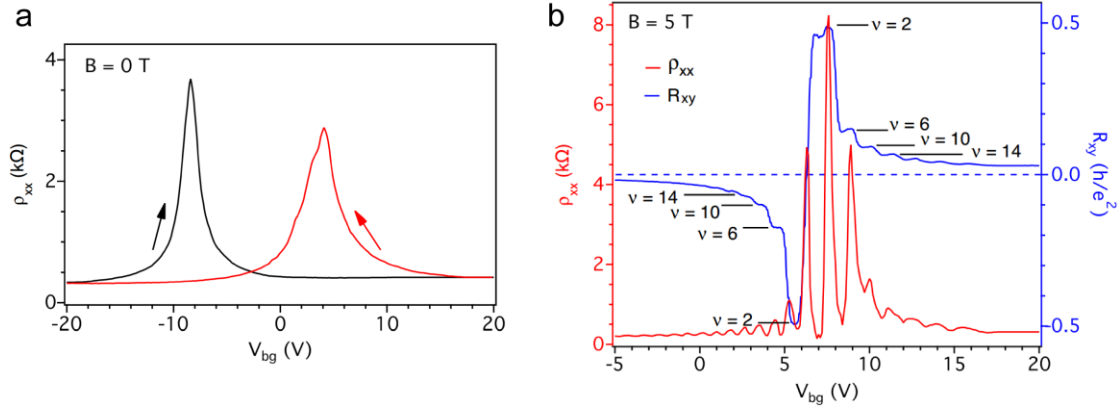 a
B = 0 T
4
2
0
ρxx (kΩ)
-20
-10
0
10
20
Vbg (V)
b
B = 5 T
ρxx
Rxy
ν = 2
ν = 6
ν = 10
ν = 14
ν = 14
ν = 10
ν = 6
ν = 2
8
6
4
2
0
ρxx (kΩ)
0.5
0.0
-0.5
Rxy (h/e²)
-5
0
5
10
15
20
Vbg (V)